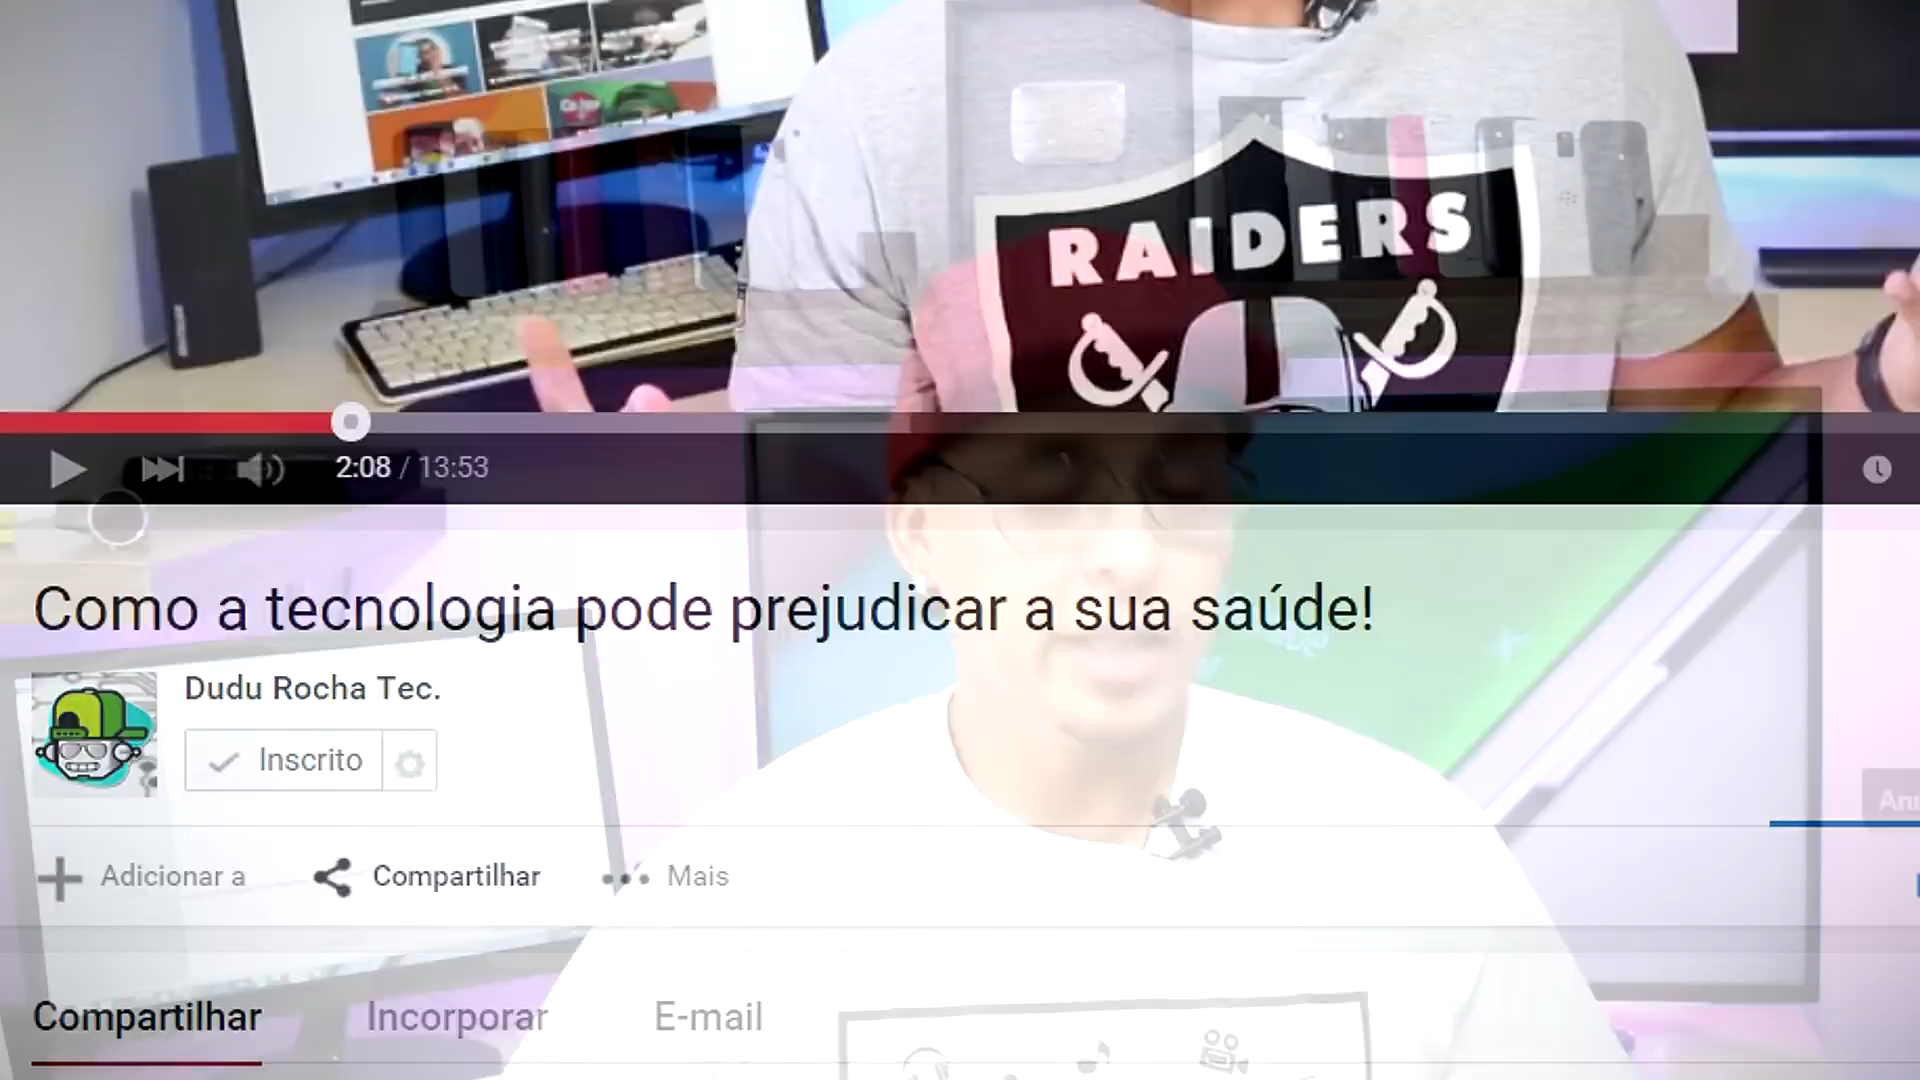 RAIDERS
2:08 / 13:53
Como a tecnologia pode prejudicar a sua saúde!
Dudu Rocha Tec.
Inscrito
Adicionar a
Compartilhar
Mais
Compartilhar
Incorporar
E-mail